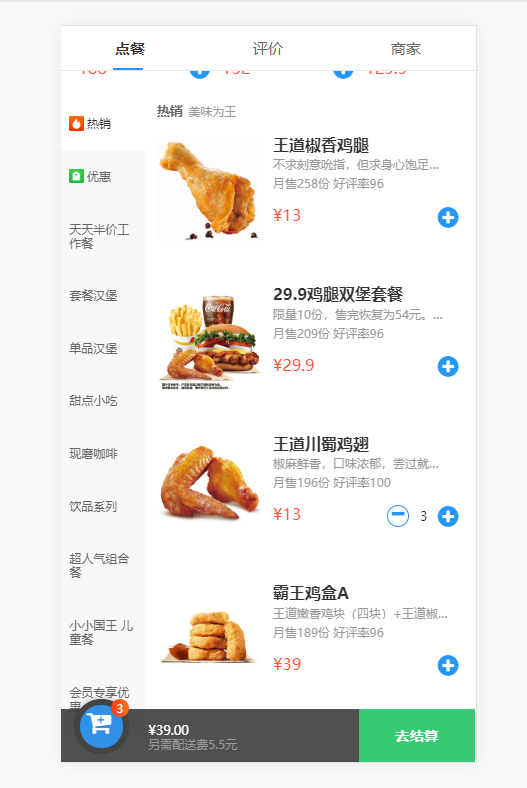 点餐
评价
商家
热销 美味为王
热销
优惠
天天半价工
作餐
套餐汉堡
单品汉堡
甜点小吃
现磨咖啡
饮品系列
超人气组合
餐
小小国王 儿
童餐
会员专享优
惠
王道椒香鸡腿
不求刻意吮指，但求身心饱足...
月售258份 好评率96
¥13
29.9鸡腿双堡套餐
限量10份，售完恢复为54元。...
月售209份 好评率96
¥29.9
王道川蜀鸡翅
椒麻鲜香，口味浓郁，尝过就...
月售196份 好评率100
¥13
3
霸王鸡盒A
王道嫩香鸡块（四块）+王道椒...
月售189份 好评率96
¥39
3
¥39.00
另需配送费5.5元
去结算